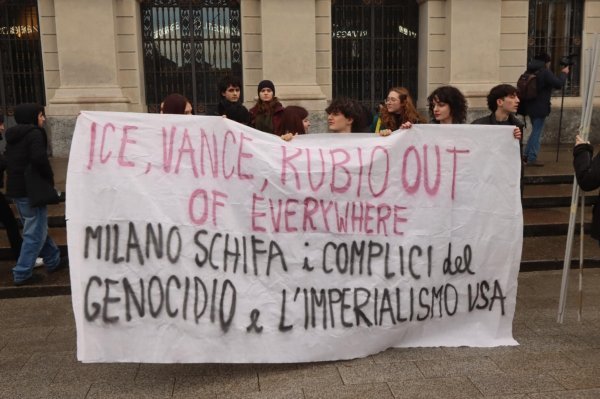 ICE, VANCE, RUBIO OUT
OF EVERYWHERE
MILANO SCHIFA i COMPLICI del
GENOCIDIO e L'IMPERIALISMO USA